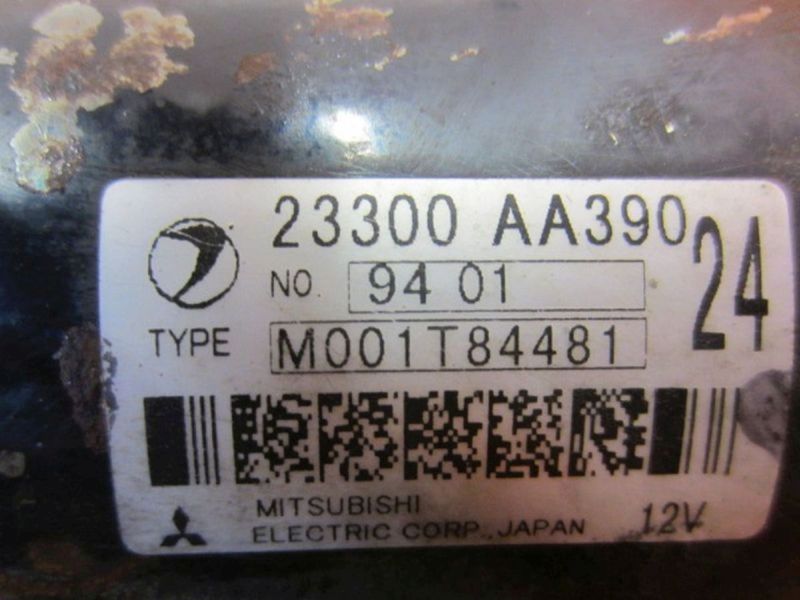 23300 AA390
24
NO. 94 01
TYPE M001T84481
MITSUBISHI
ELECTRIC CORP., JAPAN 12V